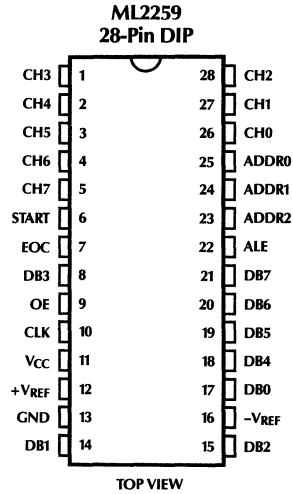 ML2259
28-Pin DIP
CH3 1 28 CH2
CH4 2 27 CH1
CH5 3 26 CH0
CH6 4 25 ADDR0
CH7 5 24 ADDR1
START 6 23 ADDR2
EOC 7 22 ALE
DB3 8 21 DB7
OE 9 20 DB6
CLK 10 19 DB5
VCC 11 18 DB4
+VREF 12 17 DB0
GND 13 16 –VREF
DB1 14 15 DB2
TOP VIEW